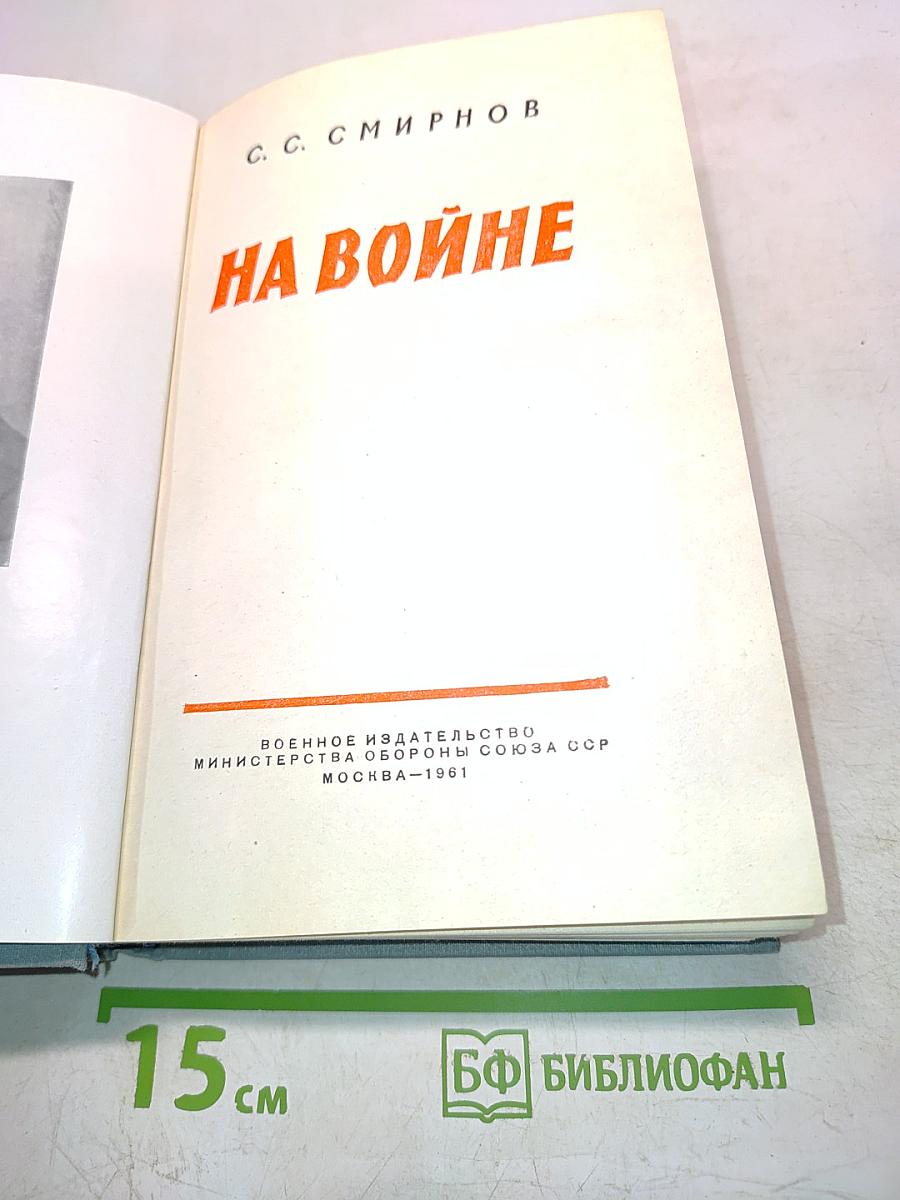 С. С. СМИРНОВ
НА ВОЙНЕ
ВОЕННОЕ ИЗДАТЕЛЬСТВО
МИНИСТЕРСТВА ОБОРОНЫ СОЮЗА ССР
МОСКВА—1961
15 см
БФ БИБЛИОФАН